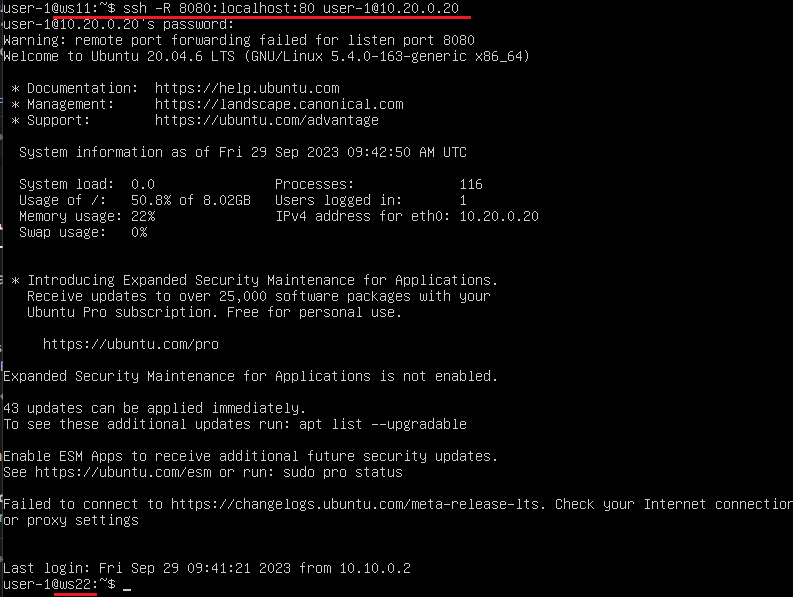 user-1@ws11:~$ ssh -R 8080:localhost:80 user-1@10.20.0.20
user-1@10.20.0.20's password:
Warning: remote port forwarding failed for listen port 8080
Welcome to Ubuntu 20.04.6 LTS (GNU/Linux 5.4.0-163-generic x86_64)
* Documentation:  https://help.ubuntu.com
* Management:     https://landscape.canonical.com
* Support:        https://ubuntu.com/advantage
System information as of Fri 29 Sep 2023 09:42:50 AM UTC
System load:  0.0               Processes:             116
Usage of /:   50.8% of 8.02GB   Users logged in:       1
Memory usage: 22%               IPv4 address for eth0: 10.20.0.20
Swap usage:   0%
* Introducing Expanded Security Maintenance for Applications.
Receive updates to over 25,000 software packages with your
Ubuntu Pro subscription. Free for personal use.
https://ubuntu.com/pro
Expanded Security Maintenance for Applications is not enabled.
43 updates can be applied immediately.
To see these additional updates run: apt list --upgradable
Enable ESM Apps to receive additional future security updates.
See https://ubuntu.com/esm or run: sudo pro status
Failed to connect to https://changelogs.ubuntu.com/meta-release-lts. Check your Internet connection
or proxy settings
Last login: Fri Sep 29 09:41:21 2023 from 10.10.0.2
user-1@ws22:~$ _